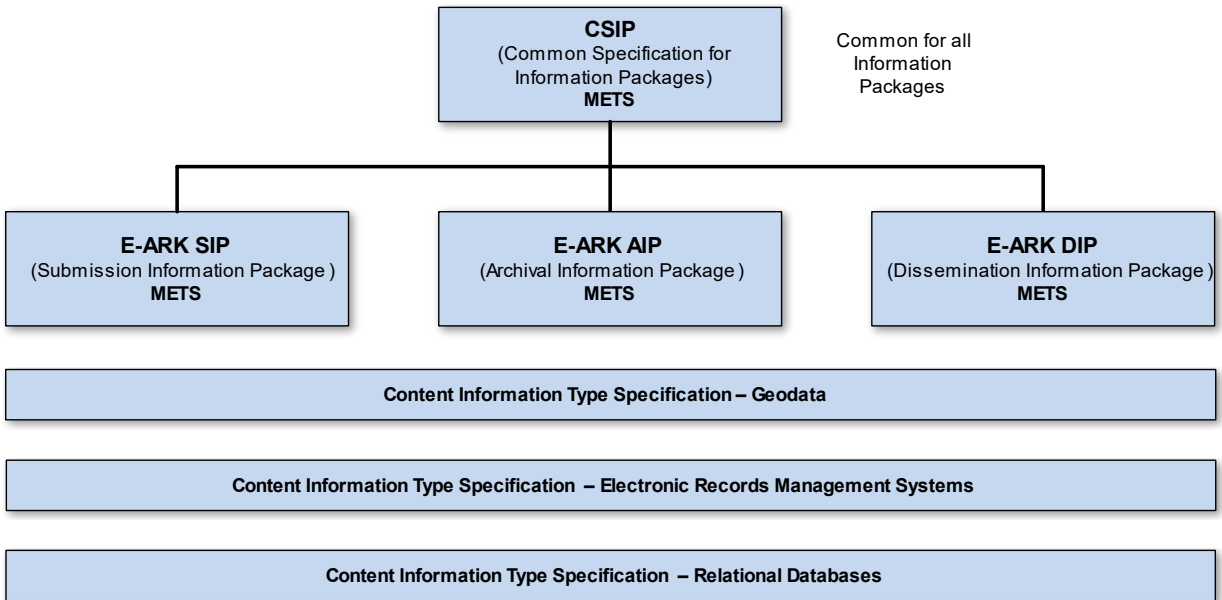 CSIP
(Common Specification for
Information Packages)
METS
Common for all
Information
Packages
E-ARK SIP
(Submission Information Package )
METS
E-ARK AIP
(Archival Information Package )
METS
E-ARK DIP
(Dissemination Information Package )
METS
Content Information Type Specification – Geodata
Content Information Type Specification – Electronic Records Management Systems
Content Information Type Specification – Relational Databases